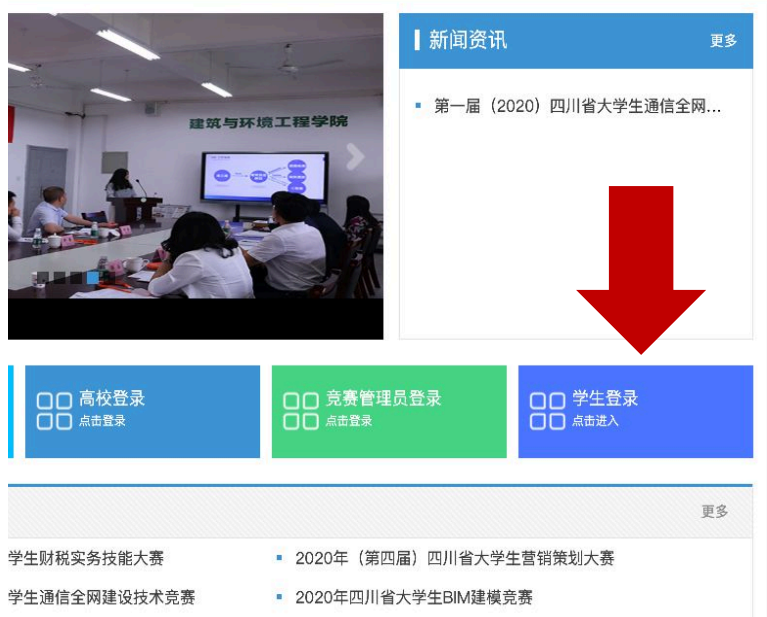 新闻资讯
更多
第一届（2020）四川省大学生通信全网...
建筑与环境工程学院
高校登录
点击登录
竞赛管理员登录
点击登录
学生登录
点击进入
更多
学生财税实务技能大赛
2020年（第四届）四川省大学生营销策划大赛
学生通信全网建设技术竞赛
2020年四川省大学生BIM建模竞赛